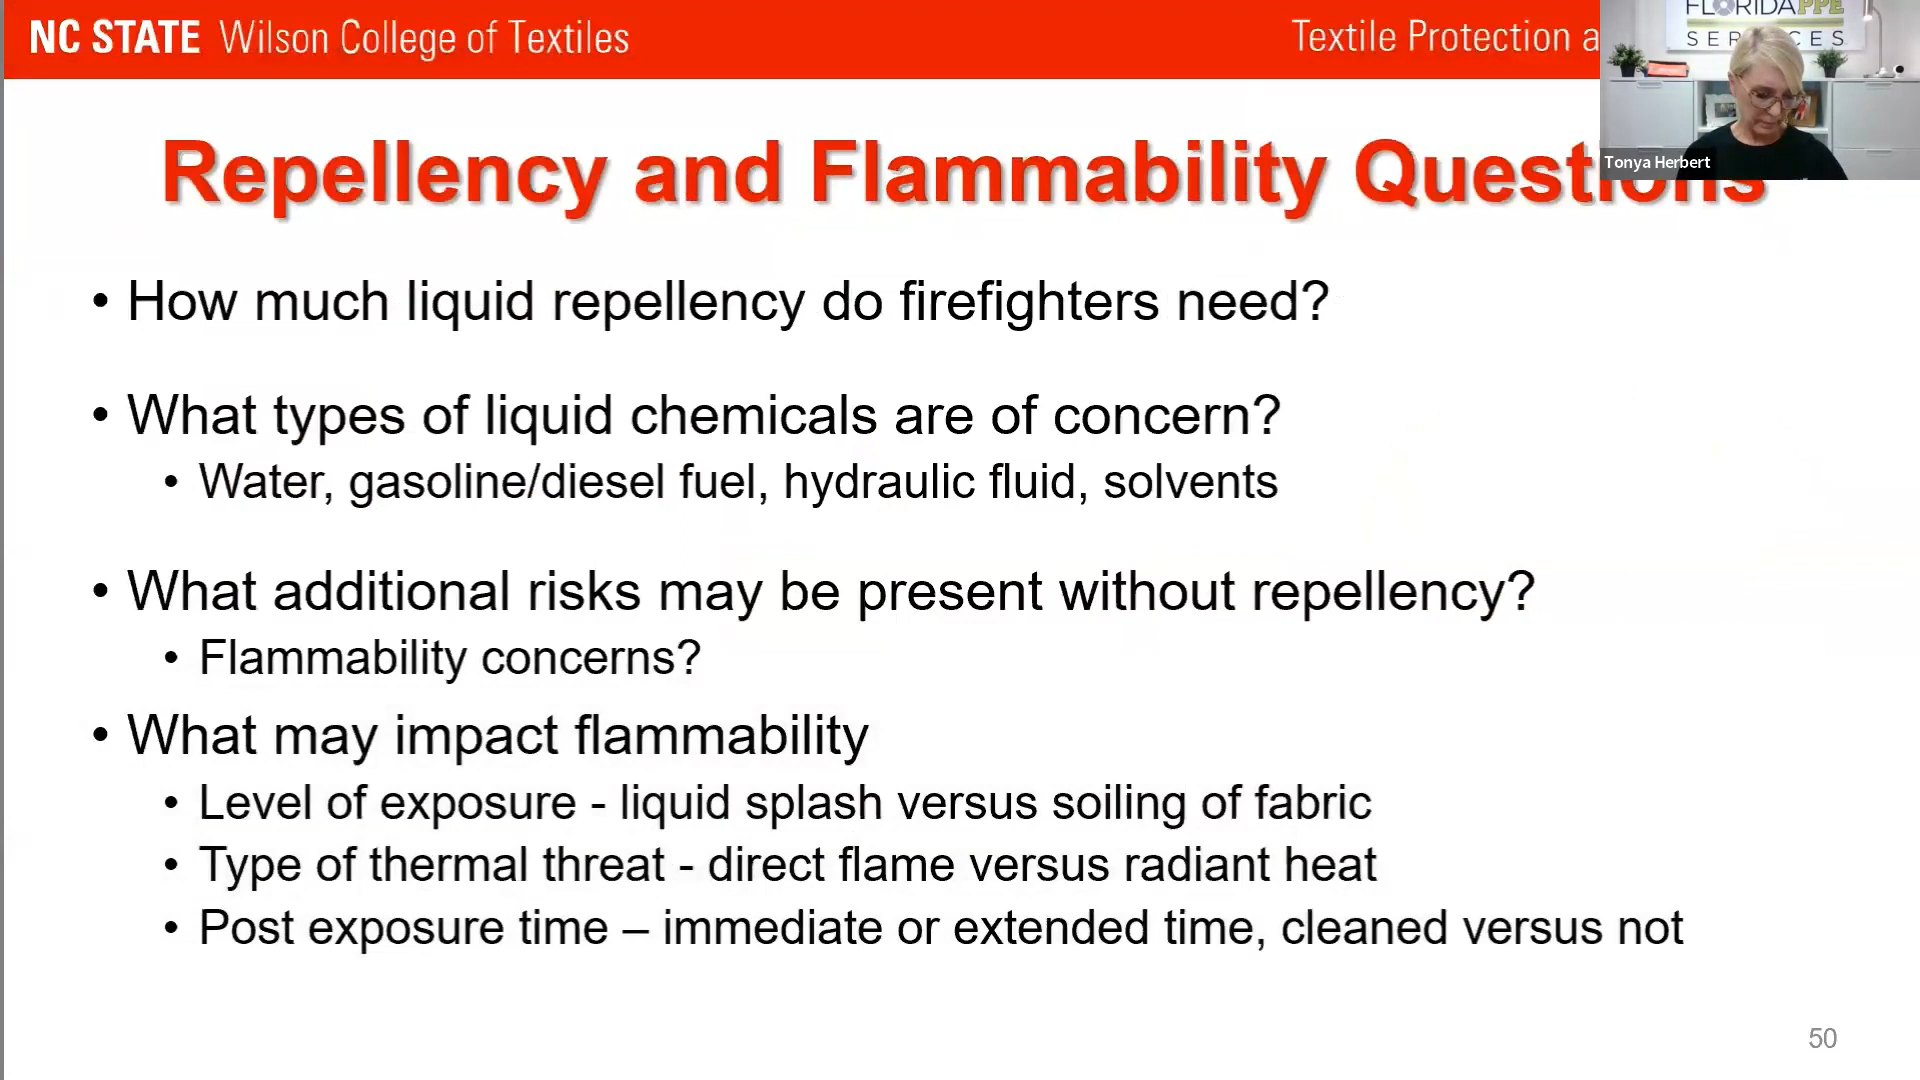 NC STATE Wilson College of Textiles
Textile Protection a
FLORIDAPPE
SERVICES
Tonya Herbert
Repellency and Flammability Questions
• How much liquid repellency do firefighters need?
• What types of liquid chemicals are of concern?
• Water, gasoline/diesel fuel, hydraulic fluid, solvents
• What additional risks may be present without repellency?
• Flammability concerns?
• What may impact flammability
• Level of exposure - liquid splash versus soiling of fabric
• Type of thermal threat - direct flame versus radiant heat
• Post exposure time – immediate or extended time, cleaned versus not
50